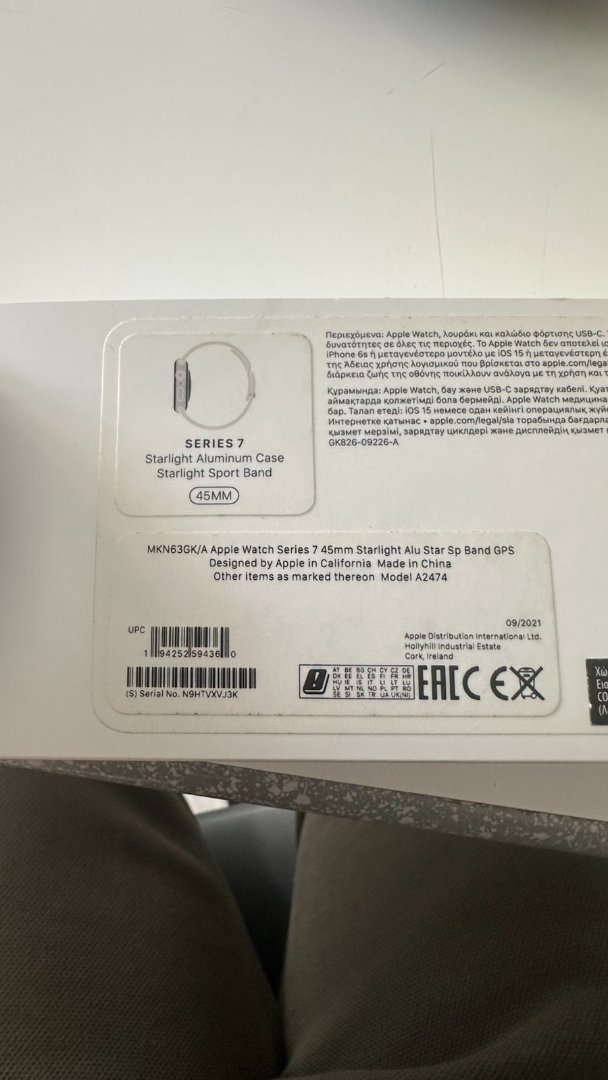 SERIES 7
Starlight Aluminum Case
Starlight Sport Band
45MM
Περιεχόμενα: Apple Watch, λουράκι και καλώδιο φόρτισης USB-C.
δυνατότητες σε όλες τις περιοχές. Το Apple Watch δεν αποτελεί
iPhone 6s ή μεταγενέστερο μοντέλο με iOS 15 ή μεταγενέστερη
της Άδειας χρήσης λογισμικού που βρίσκεται στο apple.com/lega
διάρκεια ζωής της οθόνης ποικίλλουν ανάλογα με τη χρήση και
Құрамында: Apple Watch, бау және USB-C зарядтау кабелі.
аймақтарда қолжетімді бола бермейді. Apple Watch медицина
бар. Талап етеді: iOS 15 немесе одан кейінгі операциялық
Интернетке қатынас • apple.com/legal/sla торабында
қызмет мерзімі, зарядтау циклдері және дисплейдің қызмет
GK826-09226-A
MKN63GK/A Apple Watch Series 7 45mm Starlight Alu Star Sp Band GPS
Designed by Apple in California Made in China
Other items as marked thereon Model A2474
09/2021
UPC
1 94252 59436 0
(S) Serial No. N9HTVXVJ3K
Apple Distribution International Ltd.
Hollyhill Industrial Estate
Cork, Ireland
AT BE BG CH CY CZ DE
DK EE EL ES FI FR HR
HU IE IS IT LI LT LU
LV MT NL NO PL PT RO
SE SI SK TR UA UK(NI)
EAC CE